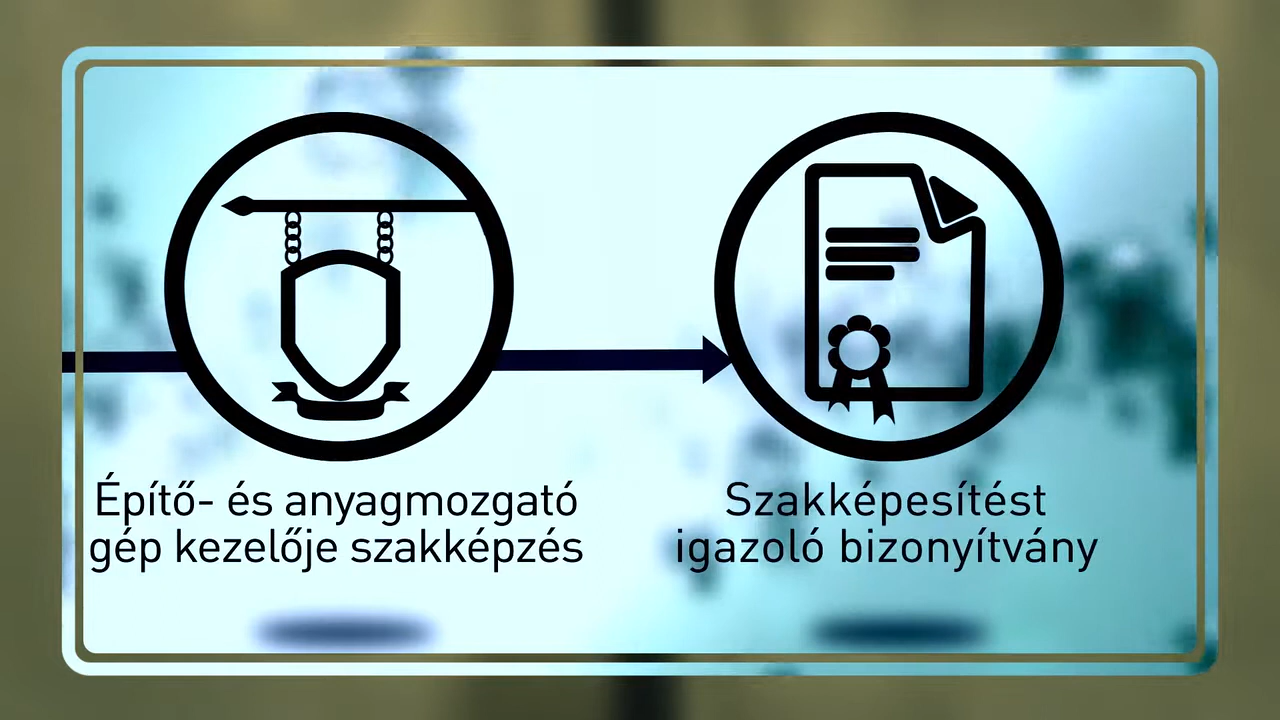 Építő- és anyagmozgató
gép kezelője szakképzés
Szakképesítést
igazoló bizonyítvány